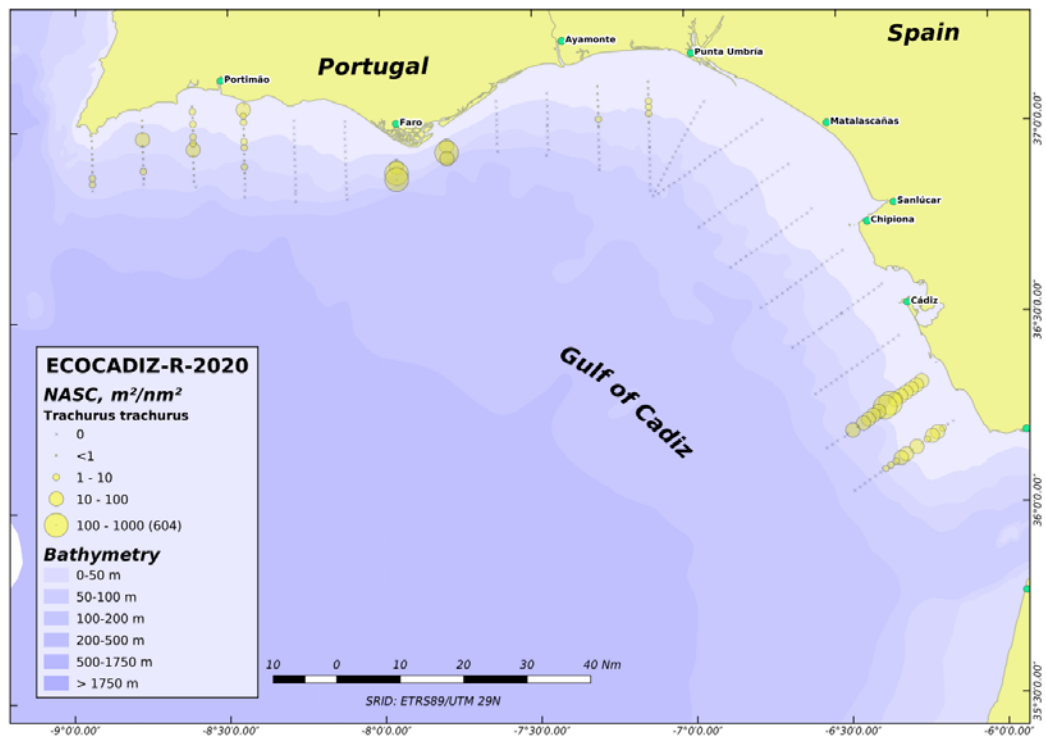 Spain
Ayamonte
Punta Umbría
Portugal
Portimão
Faro
Matalascañas
Sanlúcar
Chipiona
Cádiz
Gulf of Cadiz
37°0'0.00"
36°30'0.00"
36°0'0.00"
35°30'0.00"
ECOCADIZ-R-2020
NASC, m²/nm²
Trachurus trachurus
0
<1
1 - 10
10 - 100
100 - 1000 (604)
Bathymetry
0-50 m
50-100 m
100-200 m
200-500 m
500-1750 m
> 1750 m
10 0 10 20 30 40 Nm
SRID: ETRS89/UTM 29N
-9°0'0.00" -8°30'0.00" -8°0'0.00" -7°30'0.00" -7°0'0.00" -6°30'0.00" -6°0'0.00"